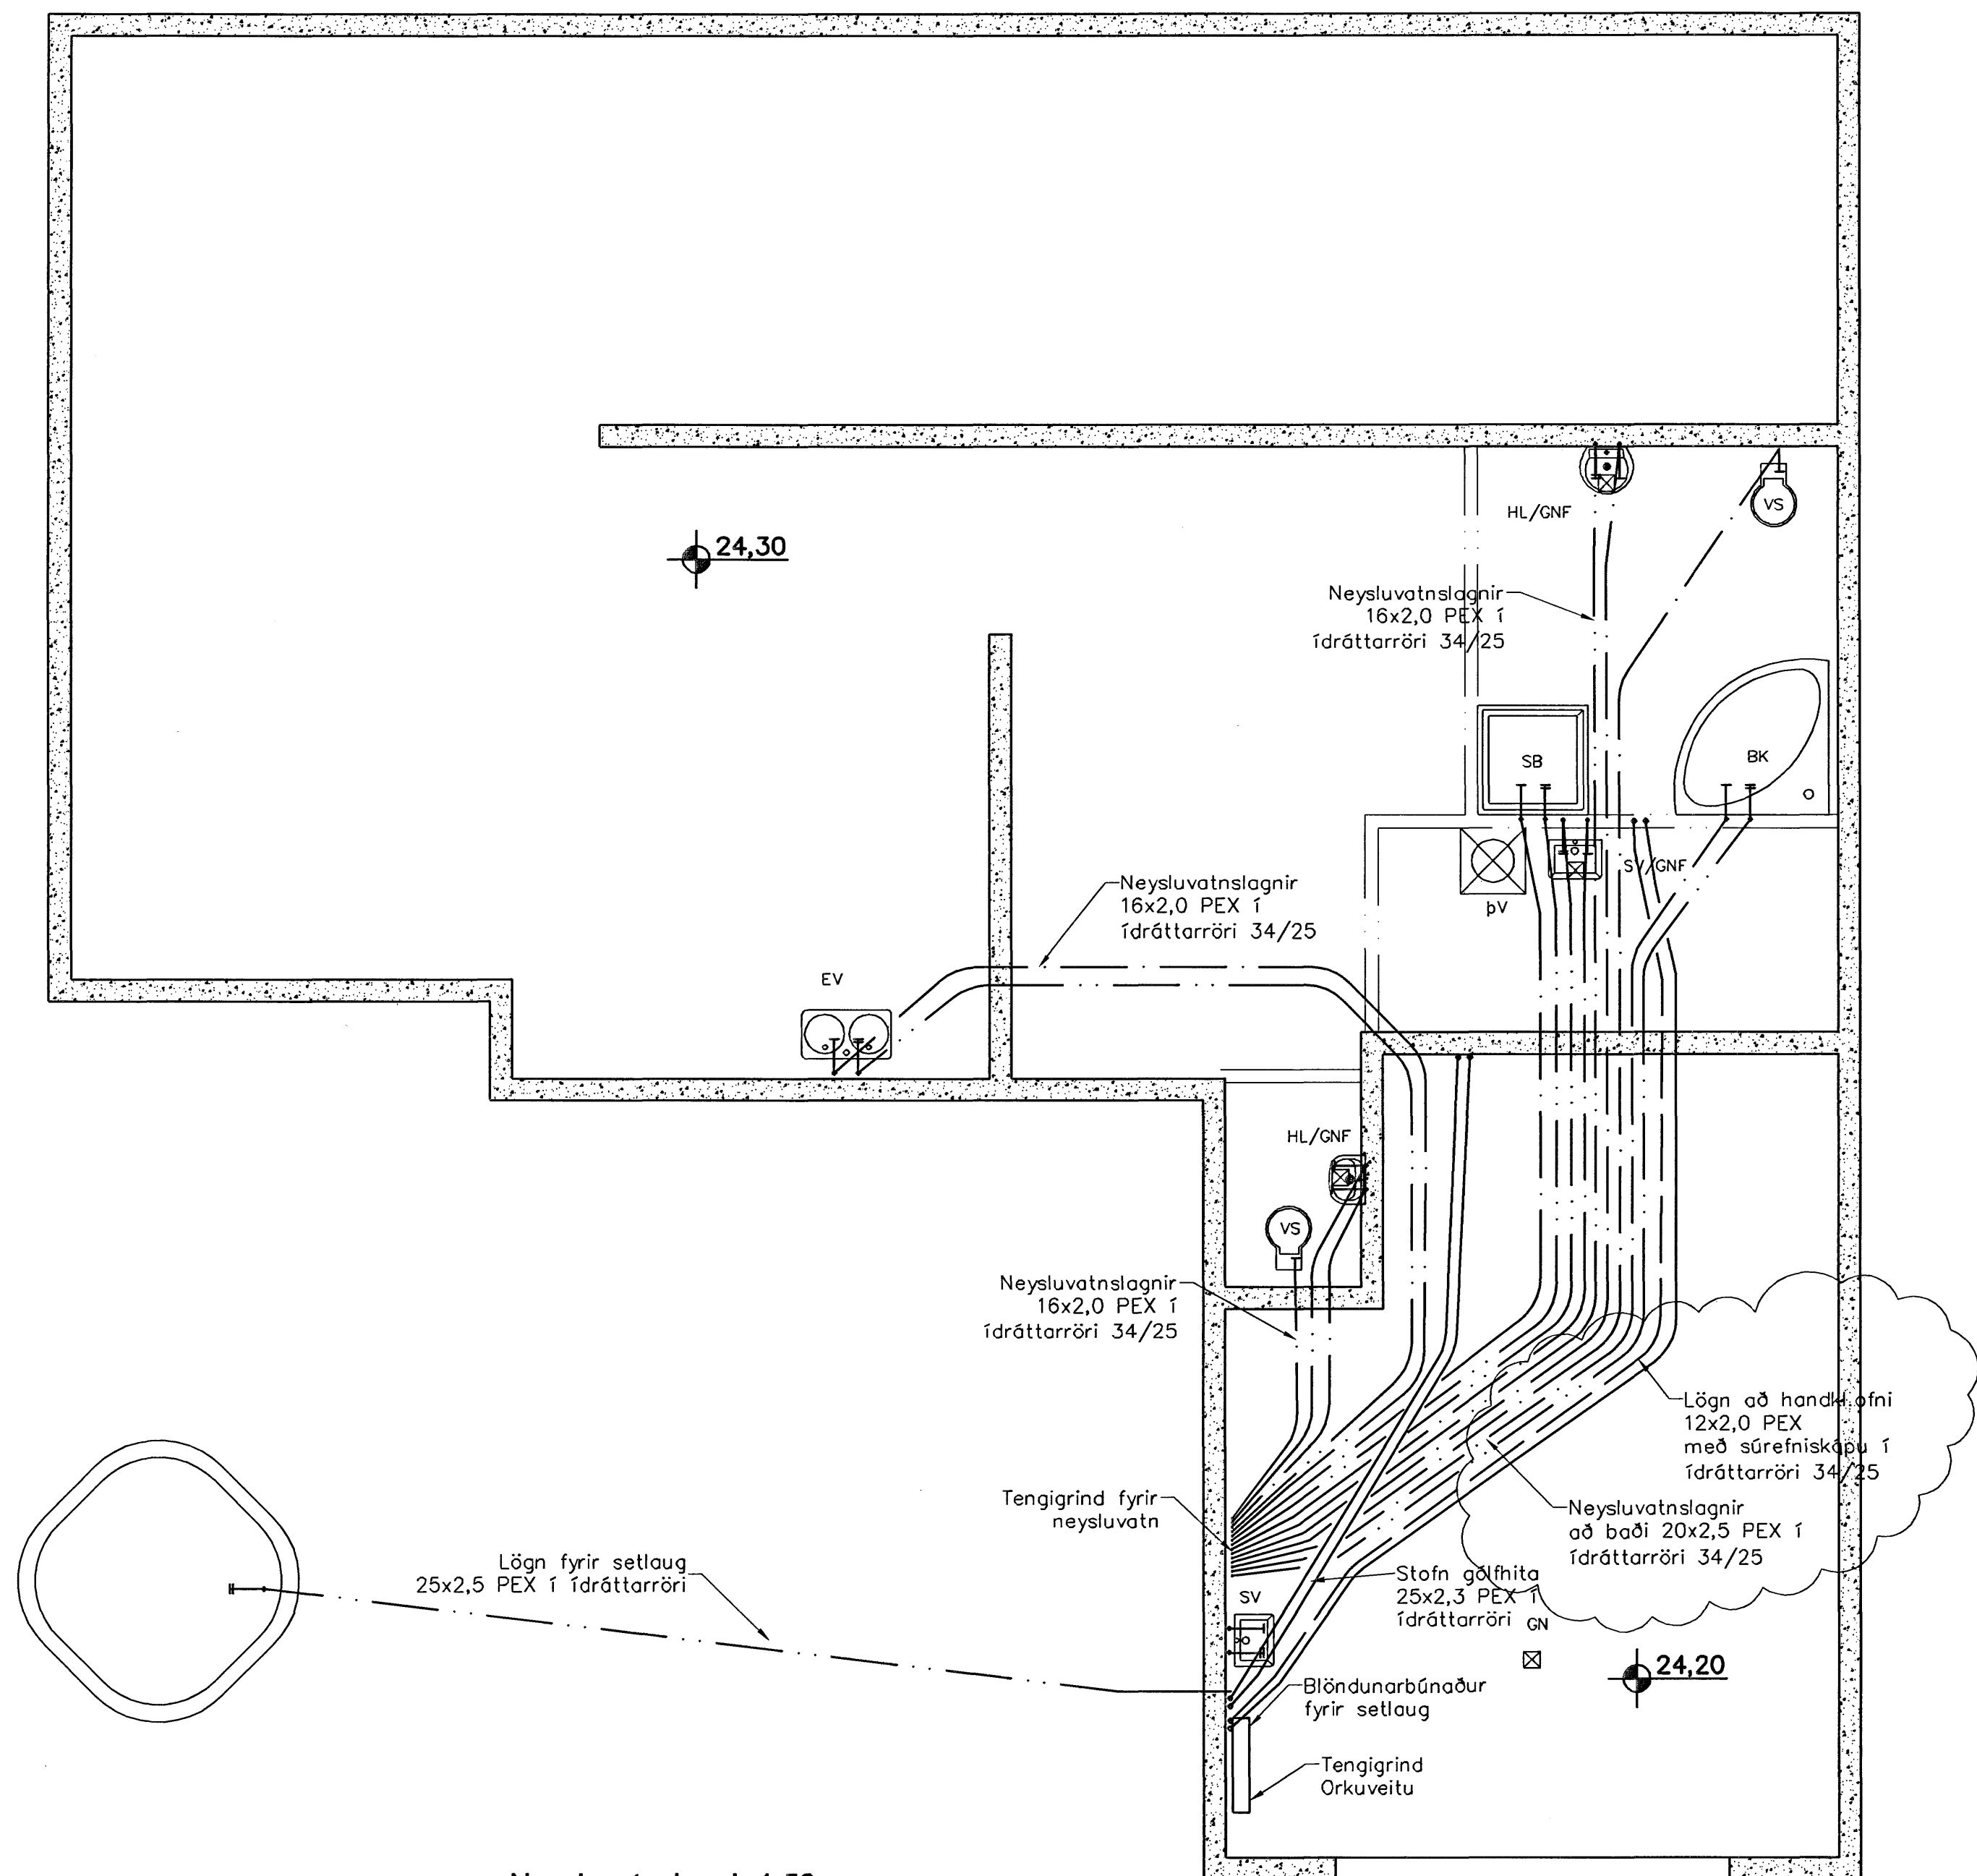 HL/GNF
VS
24,30
Neysluvatnslagnir
16x2,0 PEX í
ídráttarröri 34/25
SB
BK
SV/GNF
Neysluvatnslagnir
16x2,0 PEX í
ídráttarröri 34/25
þV
EV
HL/GNF
VS
Neysluvatnslagnir
16x2,0 PEX í
ídráttarröri 34/25
Lögn að handkl.ofni
12x2,0 PEX
með súrefniskápu í
ídráttarröri 34/25
Tengigrind fyrir
neysluvatn
Neysluvatnslagnir
að baði 20x2,5 PEX í
ídráttarröri 34/25
Lögn fyrir setlaug
25x2,5 PEX í ídráttarröri
Stofn gólfhita
25x2,3 PEX í
ídráttarröri
SV
GN
24,20
Blöndunarbúnaður
fyrir setlaug
Tengigrind
Orkuveitu